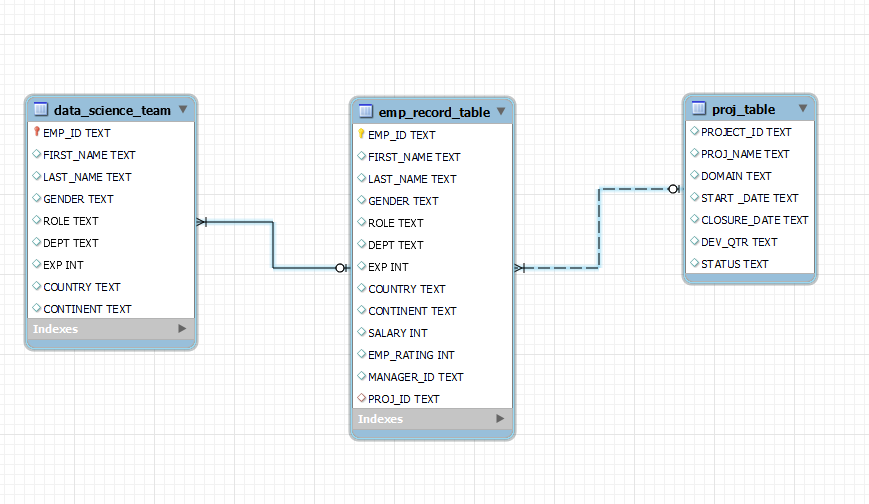 data_science_team
EMP_ID TEXT
FIRST_NAME TEXT
LAST_NAME TEXT
GENDER TEXT
ROLE TEXT
DEPT TEXT
EXP INT
COUNTRY TEXT
CONTINENT TEXT
Indexes
emp_record_table
EMP_ID TEXT
FIRST_NAME TEXT
LAST_NAME TEXT
GENDER TEXT
ROLE TEXT
DEPT TEXT
EXP INT
COUNTRY TEXT
CONTINENT TEXT
SALARY INT
EMP_RATING INT
MANAGER_ID TEXT
PROJ_ID TEXT
Indexes
proj_table
PROJECT_ID TEXT
PROJ_NAME TEXT
DOMAIN TEXT
START _DATE TEXT
CLOSURE_DATE TEXT
DEV_QTR TEXT
STATUS TEXT